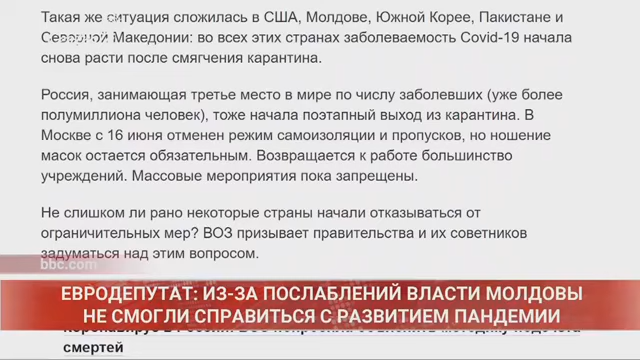 Такая же ситуация сложилась в США, Молдове, Южной Корее, Пакистане и
Северной Македонии: во всех этих странах заболеваемость Covid-19 начала
снова расти после смягчения карантина.
Россия, занимающая третье место в мире по числу заболевших (уже более
полумиллиона человек), тоже начала поэтапный выход из карантина. В
Москве с 16 июня отменен режим самоизоляции и пропусков, но ношение
масок остается обязательным. Возвращается к работе большинство
учреждений. Массовые мероприятия пока запрещены.
Не слишком ли рано некоторые страны начали отказываться от
ограничительных мер? ВОЗ призывает правительства и их советников
задуматься над этим вопросом.
bbc.com
ЕВРОДЕПУТАТ: ИЗ-ЗА ПОСЛАБЛЕНИЙ ВЛАСТИ МОЛДОВЫ
НЕ СМОГЛИ СПРАВИТЬСЯ С РАЗВИТИЕМ ПАНДЕМИИ
смертей